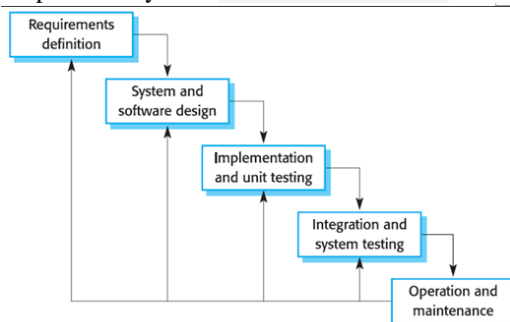 Requirements
definition
System and
software design
Implementation
and unit testing
Integration and
system testing
Operation and
maintenance